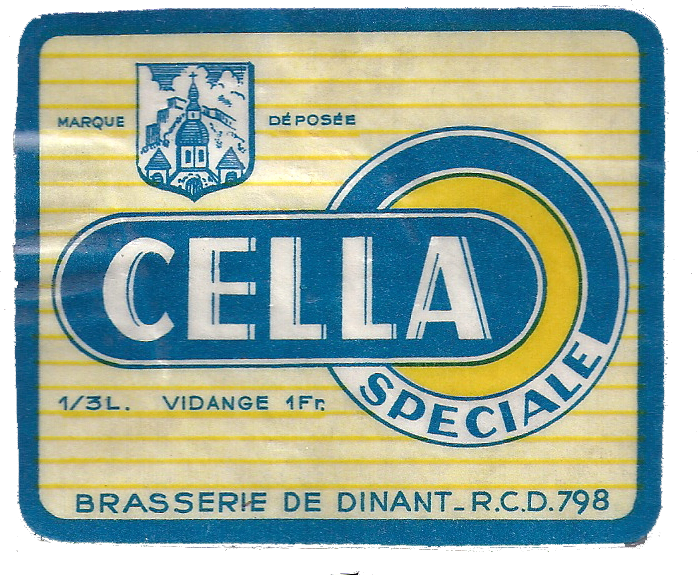 MARQUE DÉPOSÉE
CELLA
SPECIALE
1/3L. VIDANGE 1Fr.
BRASSERIE DE DINANT_R.C.D.798